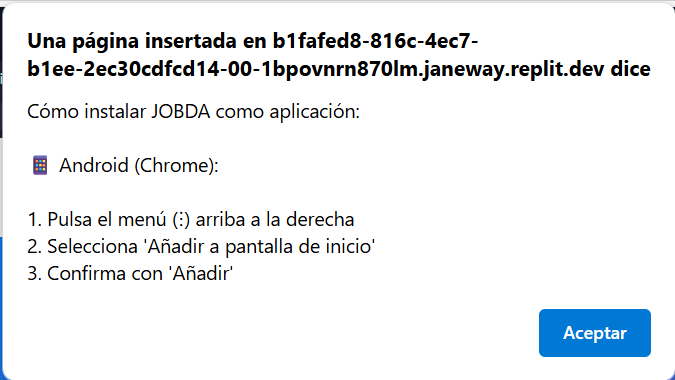 Una página insertada en b1fafed8-816c-4ec7-
b1ee-2ec30cdfcd14-00-1bpovnrn870lm.janeway.replit.dev dice
Cómo instalar JOBDA como aplicación:
Android (Chrome):
1. Pulsa el menú (⋮) arriba a la derecha
2. Selecciona 'Añadir a pantalla de inicio'
3. Confirma con 'Añadir'
Aceptar